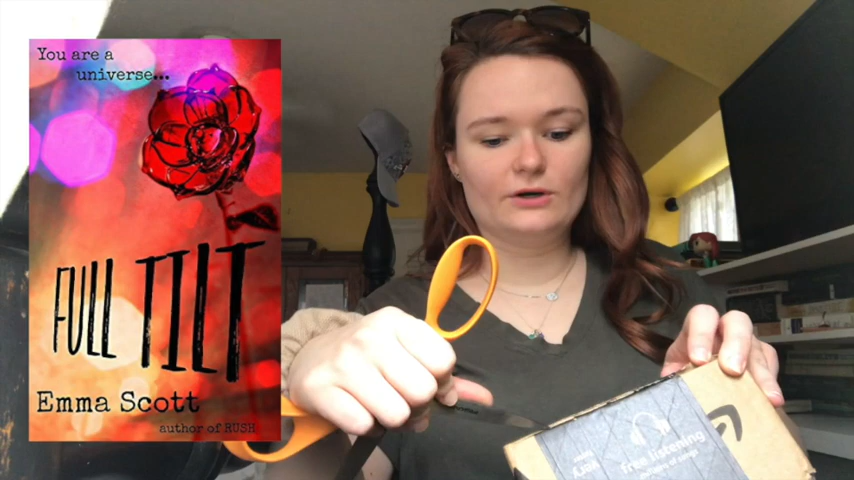 You are a
universe...
FULL TILT
Emma Scott
author of RUSH
free listening